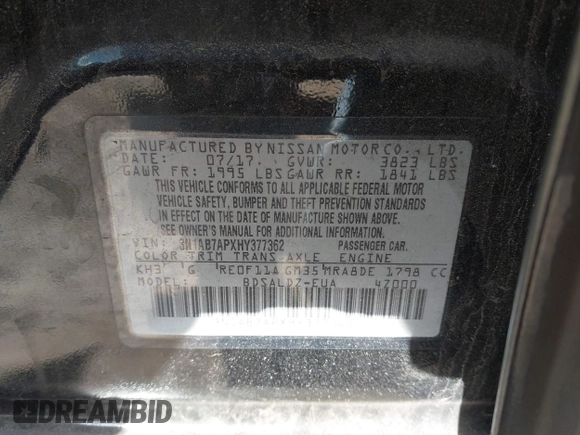 MANUFACTURED BY NISSAN MOTOR CO., LTD.
DATE: 07/17. GVWR: 3823 LBS
GAWR FR: 1995 LBS GAWR RR: 1841 LBS
THIS VEHICLE CONFORMS TO ALL APPLICABLE FEDERAL MOTOR
VEHICLE SAFETY, BUMPER AND THEFT PREVENTION STANDARDS
IN EFFECT ON THE DATE OF MANUFACTURE SHOWN ABOVE.
SEE OWNER'S MANUAL FOR ADDITIONAL INFORMATION
VIN: 3N1AB7APXHY377362 PASSENGER CAR.
COLOR TRIM TRANS AXLE ENGINE
KH3 G RE0F11A GM35 MRA8DE 1798 CC
MODEL: BDSALDZ-EUA 47000
DREAMBID